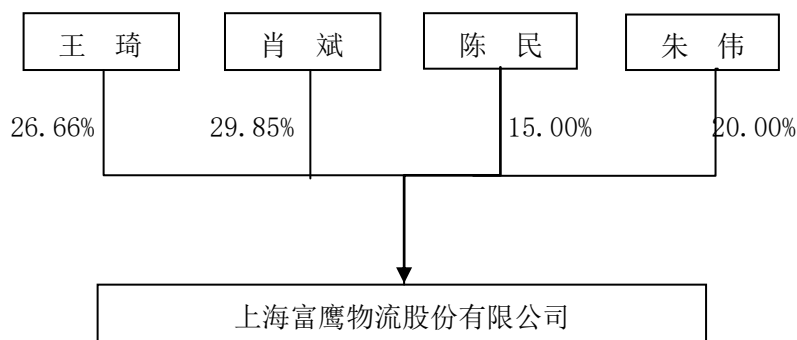 王 琦 肖 斌 陈 民 朱 伟
26.66% 29.85% 15.00% 20.00%
上海富鹰物流股份有限公司